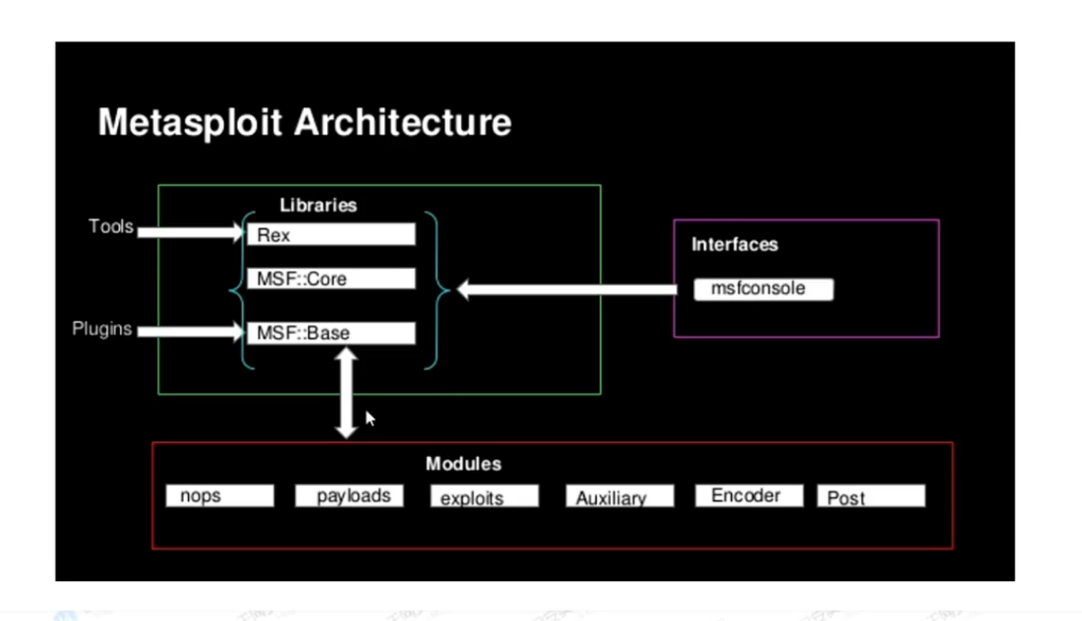 Metasploit Architecture
Libraries
Tools
Rex
MSF::Core
Plugins
MSF::Base
Interfaces
msfconsole
Modules
nops
payloads
exploits
Auxiliary
Encoder
Post